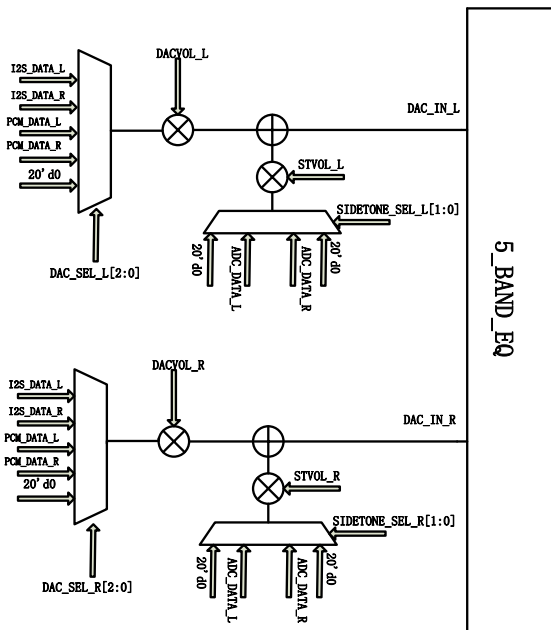 DACVOL_L
I2S_DATA_L
I2S_DATA_R
PCM_DATA_L
PCM_DATA_R
20'd0
DAC_SEL_L[2:0]
DAC_IN_L
STVOL_L
SIDETONE_SEL_L[1:0]
20'd0
ADC_DATA_L
ADC_DATA_R
20'd0
5_BAND_EQ
DACVOL_R
I2S_DATA_L
I2S_DATA_R
PCM_DATA_L
PCM_DATA_R
20'd0
DAC_SEL_R[2:0]
DAC_IN_R
STVOL_R
SIDETONE_SEL_R[1:0]
20'd0
ADC_DATA_L
ADC_DATA_R
20'd0